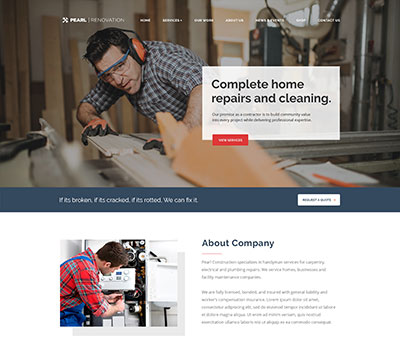 PEARL | RENOVATION
HOME
SERVICES
OUR WORK
ABOUT US
NEWS & EVENTS
SHOP
CONTACT US
Complete home
repairs and cleaning.
Our promise as a contractor is to build community value
into every project while delivering professional expertise.
VIEW SERVICES
If its broken, if its cracked, if its rotted. We can fix it.
REQUEST A QUOTE
About Company
Pearl Construction specialises in handyman services for carpentry,
electrical and plumbing repairs. We service homes, businesses and
facility maintenance companies.
We are fully licensed, bonded, and insured with general liability and
worker's compensation insurance. Lorem ipsum dolor sit amet,
consectetur adipiscing elit, sed do eiusmod tempor incididunt ut labore
et dolore magna aliqua. Ut enim ad minim veniam, quis nostrud
exercitation ullamco laboris nisi ut aliquip ex ea commodo consequat.